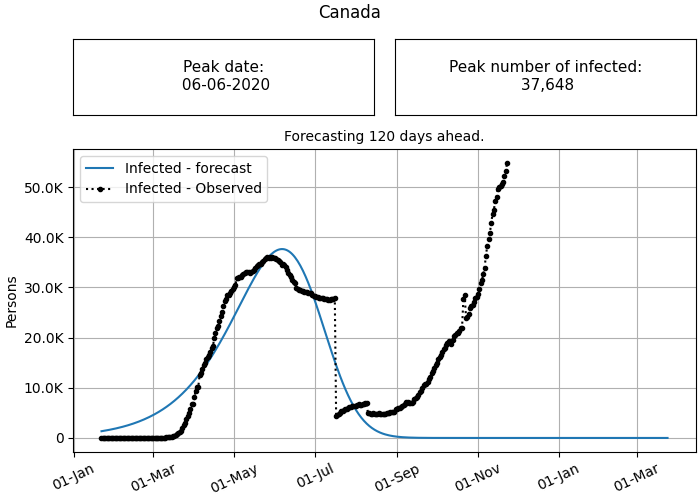 Canada
Peak date:
06-06-2020
Peak number of infected:
37,648
Forecasting 120 days ahead.
Infected - forecast
Infected - Observed
Persons
50.0K
40.0K
30.0K
20.0K
10.0K
0
01-Jan
01-Mar
01-May
01-Jul
01-Sep
01-Nov
01-Jan
01-Mar